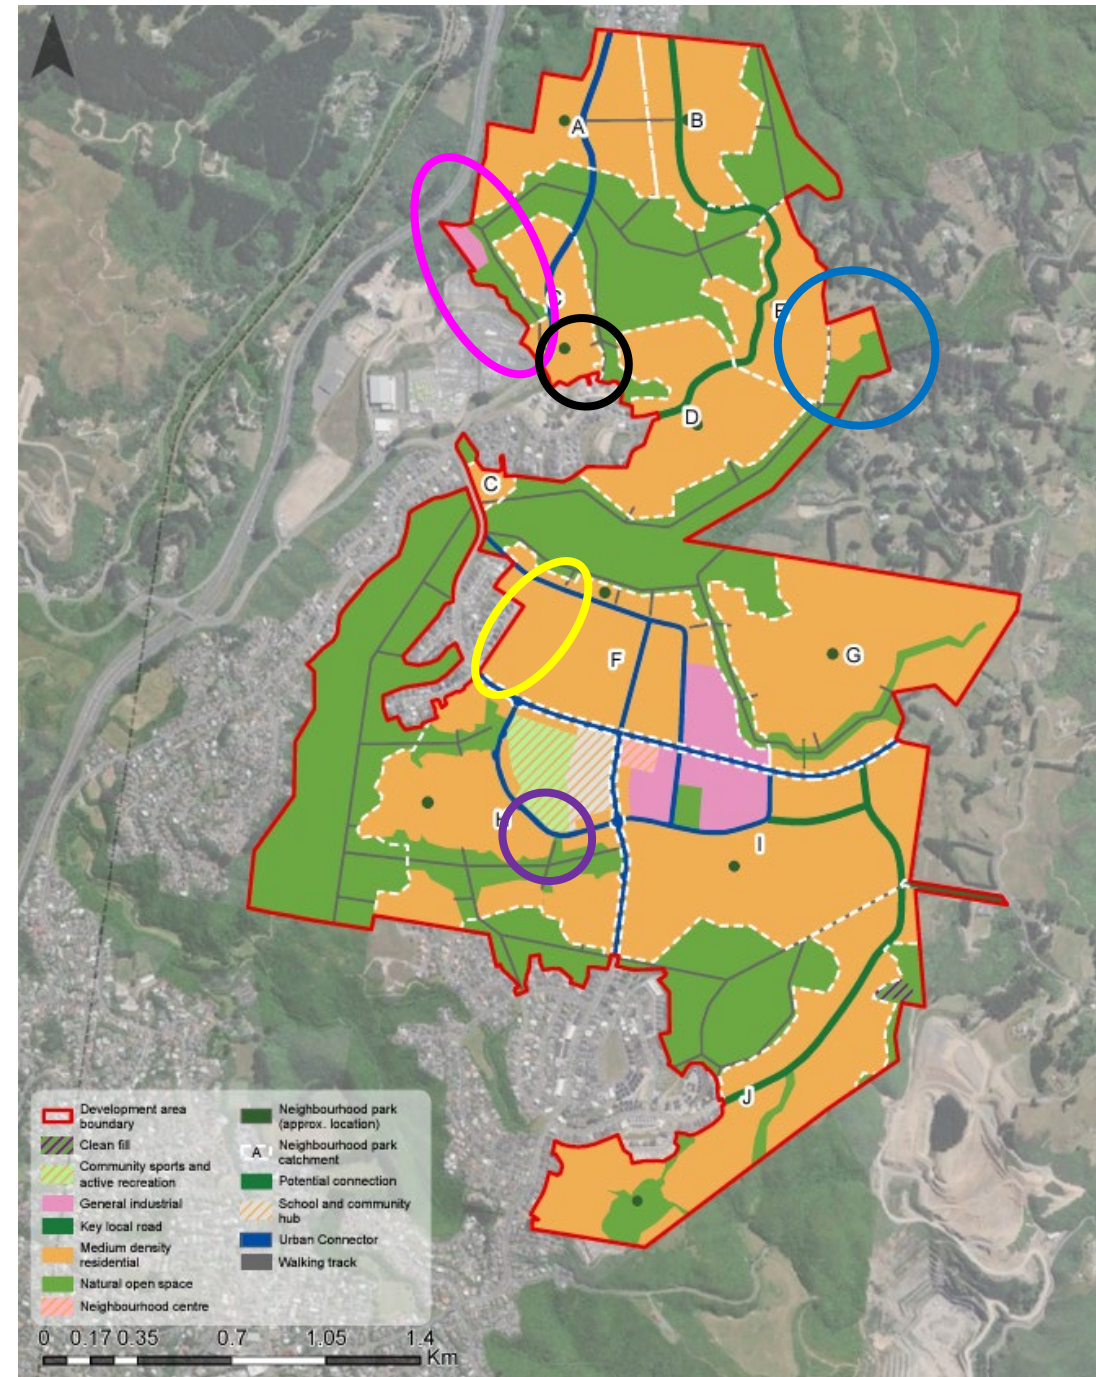 A
B
C
E
D
C
F
G
H
I
J
Development area
boundary
Clean fill
Community sports and
active recreation
General industrial
Key local road
Medium density
residential
Natural open space
Neighbourhood centre
Neighbourhood park
(approx. location)
A
Neighbourhood park
catchment
Potential connection
School and community
hub
Urban Connector
Walking track
0 0.17 0.35 0.7 1.05 1.4
Km